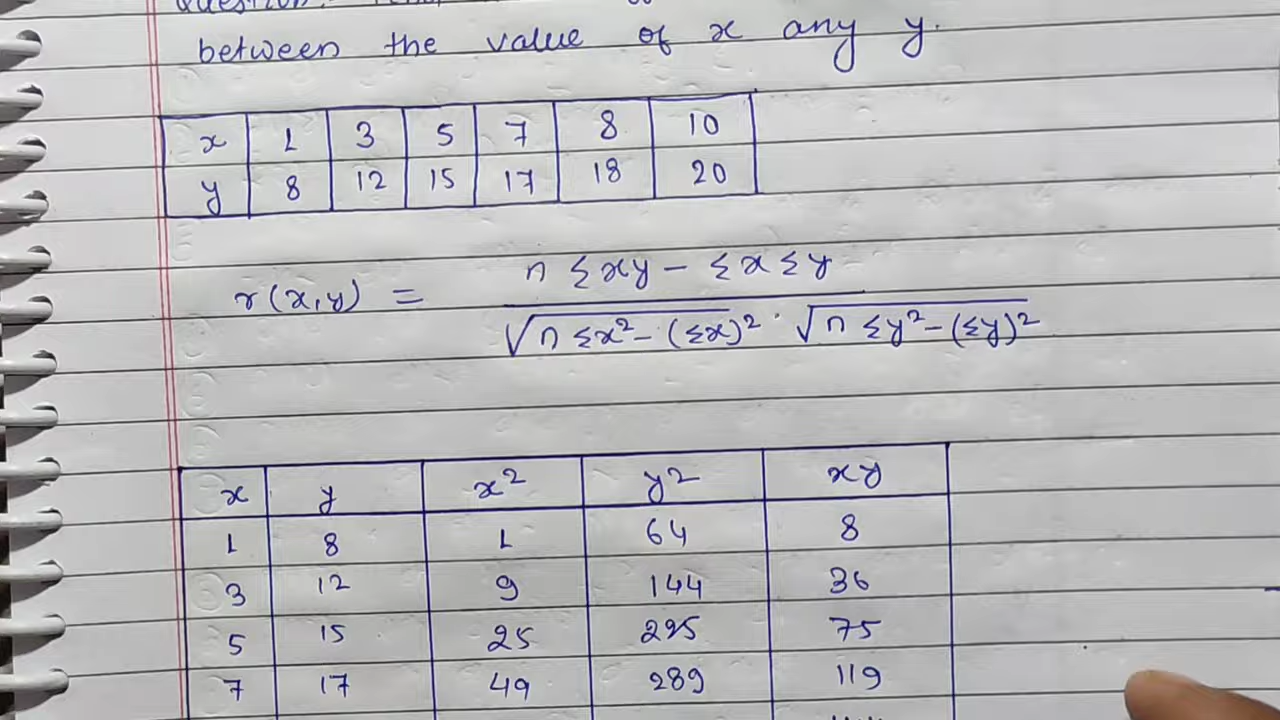 Question:
between the value of x any y.
x 1 3 5 7 8 10
y 8 12 15 17 18 20
r(x,y) = n Σxy - Σx Σy
√n Σx² - (Σx)² · √n Σy² - (Σy)²
x y x² y² xy
1 8 1 64 8
3 12 9 144 36
5 15 25 225 75
7 17 49 289 119